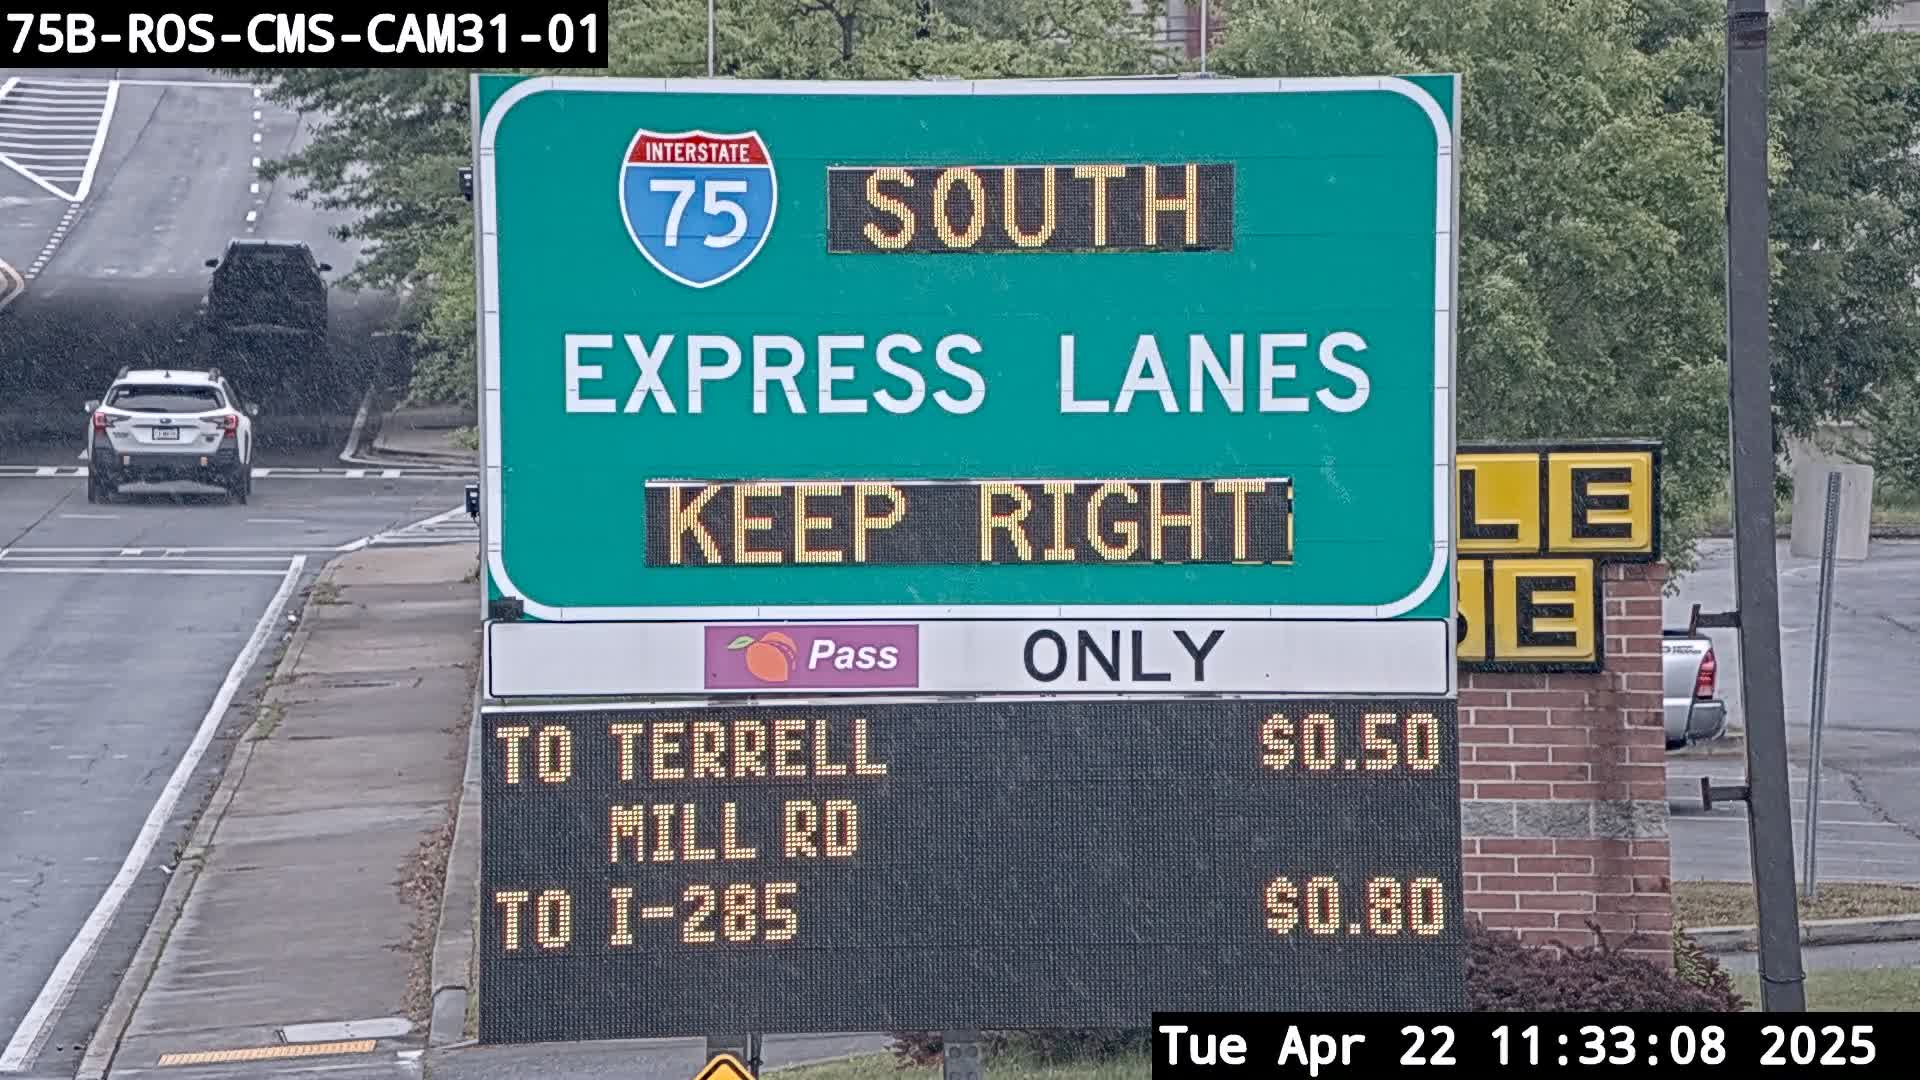 75B-ROS-CMS-CAM31-01
INTERSTATE
75
SOUTH
EXPRESS LANES
KEEP RIGHT
Pass ONLY
TO TERRELL $0.50
MILL RD
TO I-285 $0.80
LE
E
Tue Apr 22 11:33:08 2025